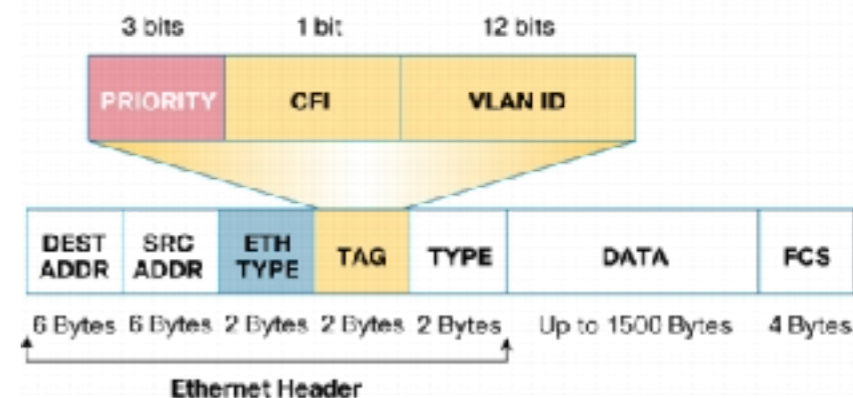 3 bits 1 bit 12 bits
PRIORITY CFI VLAN ID
DEST ADDR SRC ADDR ETH TYPE TAG TYPE DATA FCS
6 Bytes 6 Bytes 2 Bytes 2 Bytes 2 Bytes Up to 1500 Bytes 4 Bytes
Ethernet Header